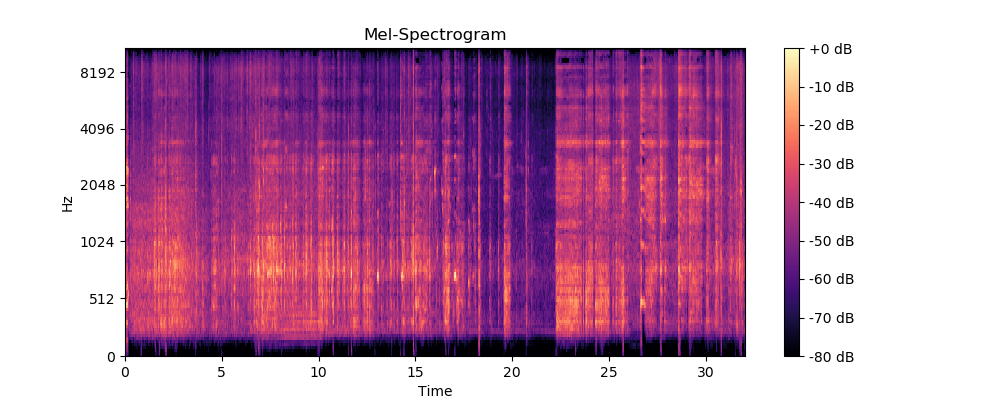 Mel-Spectrogram
Hz
8192
4096
2048
1024
512
0
0 5 10 15 20 25 30
Time
+0 dB
-10 dB
-20 dB
-30 dB
-40 dB
-50 dB
-60 dB
-70 dB
-80 dB